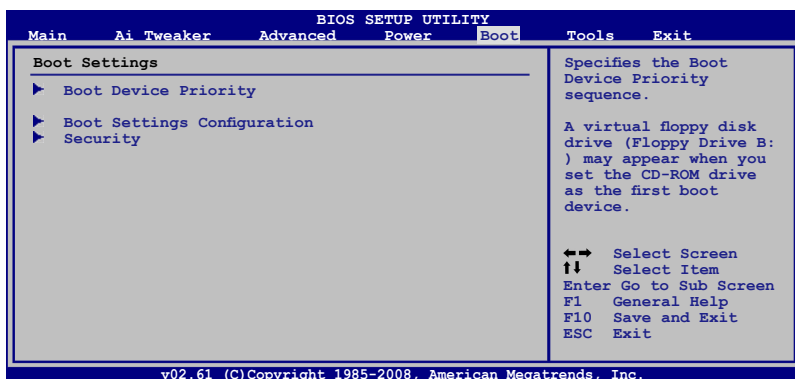 BIOS SETUP UTILITY
Main Ai Tweaker Advanced Power Boot Tools Exit
Boot Settings
Boot Device Priority
Boot Settings Configuration
Security
Specifies the Boot
Device Priority
sequence.
A virtual floppy disk
drive (Floppy Drive B:
) may appear when you
set the CD-ROM drive
as the first boot
device.
←→ Select Screen
↑↓ Select Item
Enter Go to Sub Screen
F1 General Help
F10 Save and Exit
ESC Exit
v02.61 (C)Copyright 1985-2008, American Megatrends, Inc.